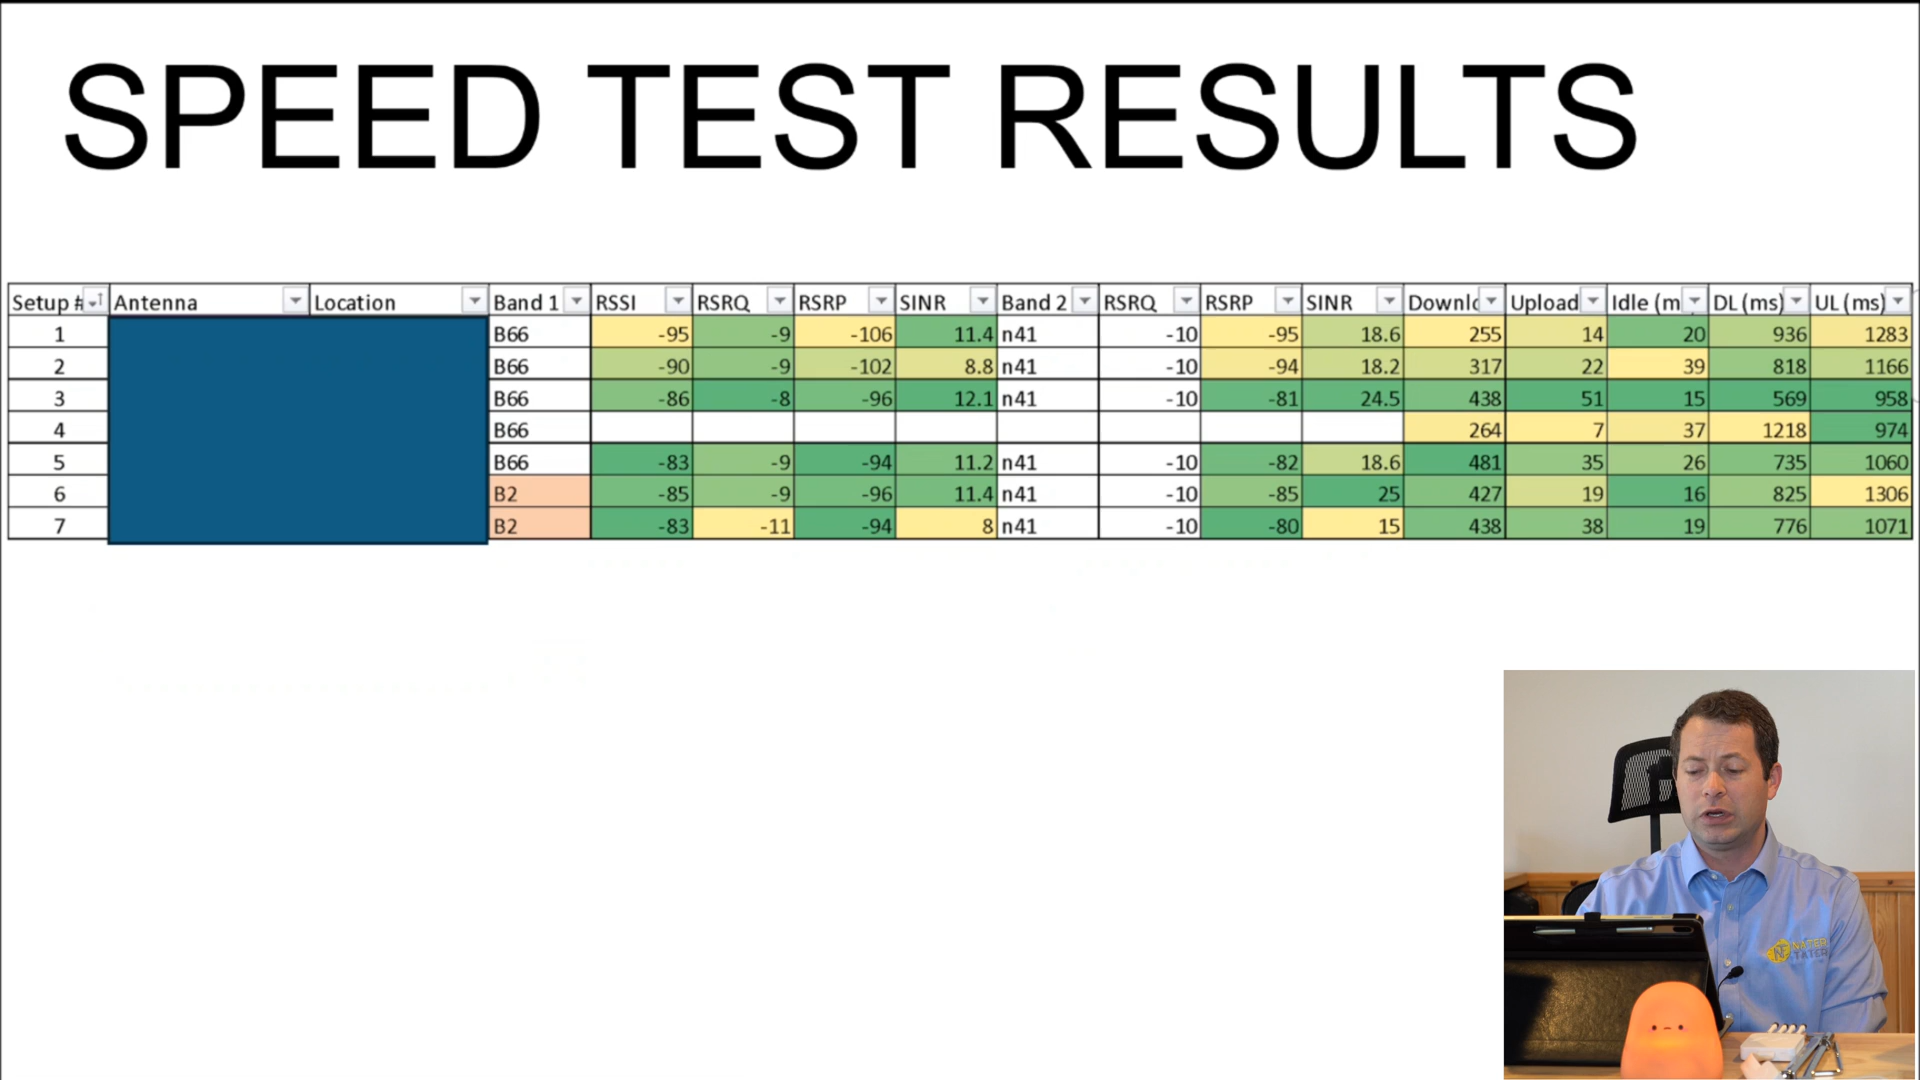 SPEED TEST RESULTS
Setup # Antenna Location Band 1 RSSI RSRQ RSRP SINR Band 2 RSRQ RSRP SINR Downlo Upload Idle (m DL (ms) UL (ms)
1 B66 -95 -9 -106 11.4 n41 -10 -95 18.6 255 14 20 936 1283
2 B66 -90 -9 -102 8.8 n41 -10 -94 18.2 317 22 39 818 1166
3 B66 -86 -8 -96 12.1 n41 -10 -81 24.5 438 51 15 569 958
4 B66 264 7 37 1218 974
5 B66 -83 -9 -94 11.2 n41 -10 -82 18.6 481 35 26 735 1060
6 B2 -85 -9 -96 11.4 n41 -10 -85 25 427 19 16 825 1306
7 B2 -83 -11 -94 8 n41 -10 -80 15 438 38 19 776 1071